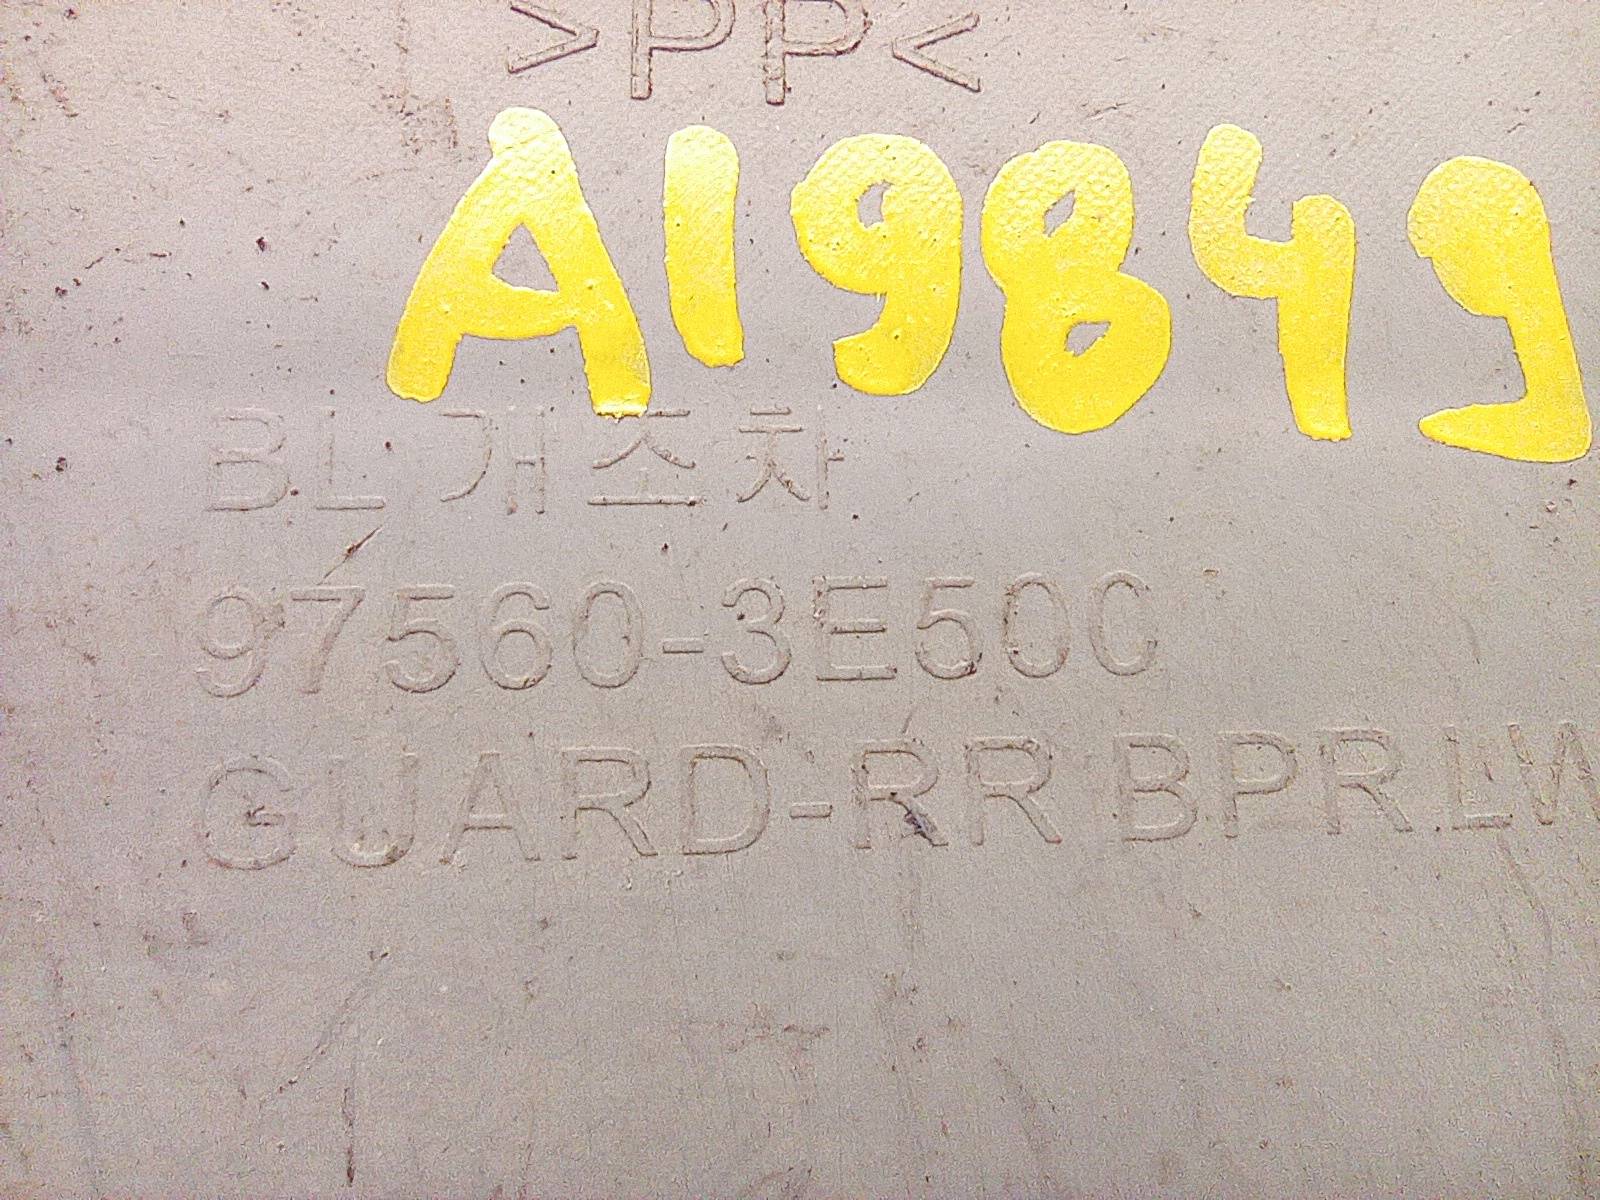 >PP<
A19849
BL 개조차
97560-3E500
GUARD-RR BPR LW